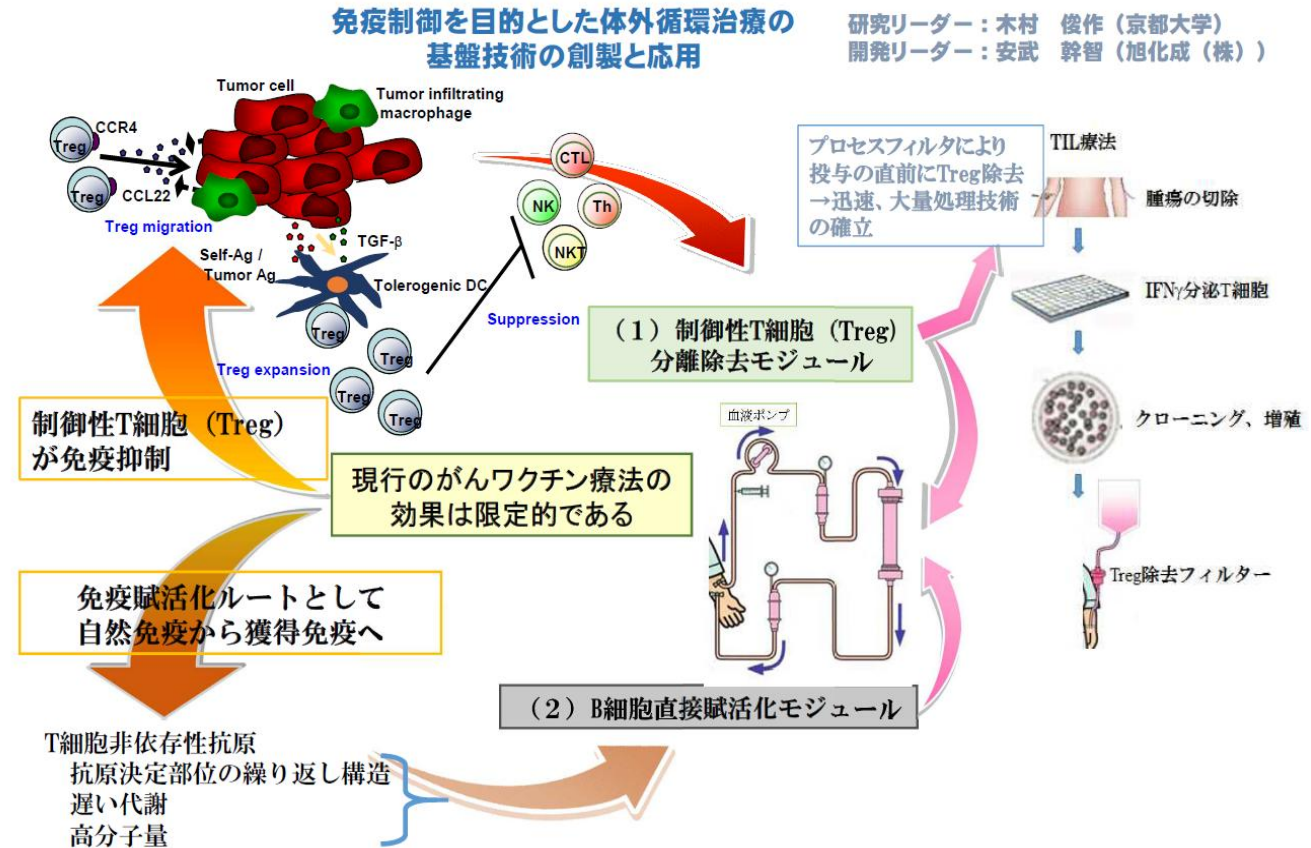 免疫制御を目的とした体外循環治療の
基盤技術の創製と応用
研究リーダー：木村　俊作（京都大学）
開発リーダー：安武　幹智（旭化成（株））
Tumor cell
Tumor infiltrating
macrophage
CCR4
Treg
Treg
CCL22
Treg migration
Self-Ag /
Tumor Ag
TGF-β
Tolerogenic DC
Treg
Treg expansion
Treg
Treg
Treg
CTL
NK
Th
NKT
Suppression
プロセスフィルタにより
投与の直前にTreg除去
→迅速、大量処理技術
の確立
TIL療法
腫瘍の切除
IFNγ分泌T細胞
クローニング、増殖
Treg除去フィルター
（１）制御性T細胞（Treg）
分離除去モジュール
血液ポンプ
制御性T細胞（Treg）
が免疫抑制
現行のがんワクチン療法の
効果は限定的である
免疫賦活化ルートとして
自然免疫から獲得免疫へ
（２）B細胞直接賦活化モジュール
T細胞非依存性抗原
抗原決定部位の繰り返し構造
遅い代謝
高分子量